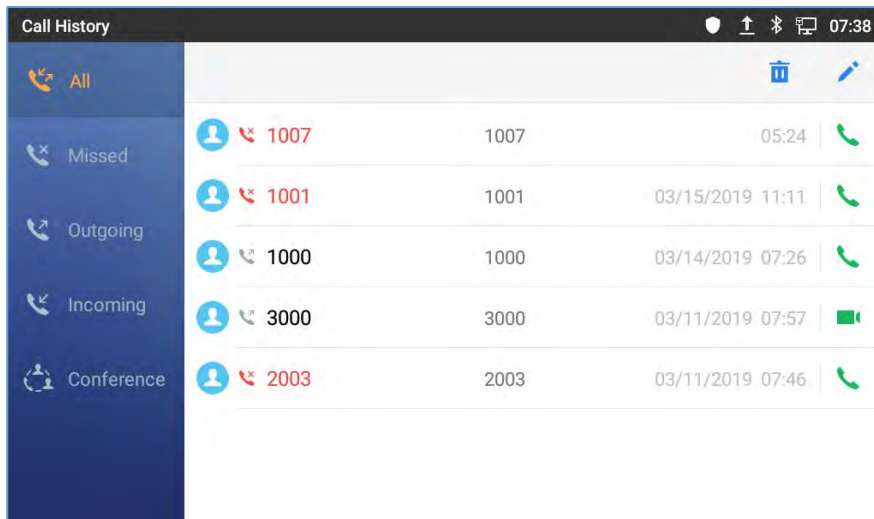 Call History 07:38
All
Missed
Outgoing
Incoming
Conference
1007 1007 05:24
1001 1001 03/15/2019 11:11
1000 1000 03/14/2019 07:26
3000 3000 03/11/2019 07:57
2003 2003 03/11/2019 07:46